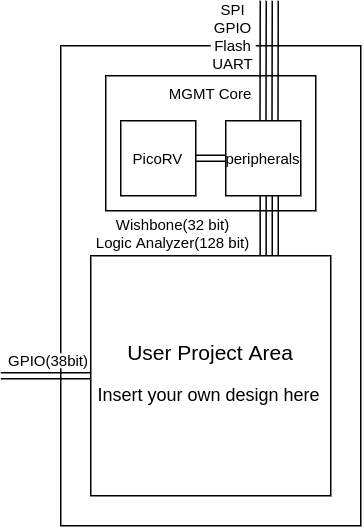 SPI
GPIO
Flash
UART
MGMT Core
PicoRV
peripherals
Wishbone(32 bit)
Logic Analyzer(128 bit)
User Project Area
GPIO(38bit)
Insert your own design here